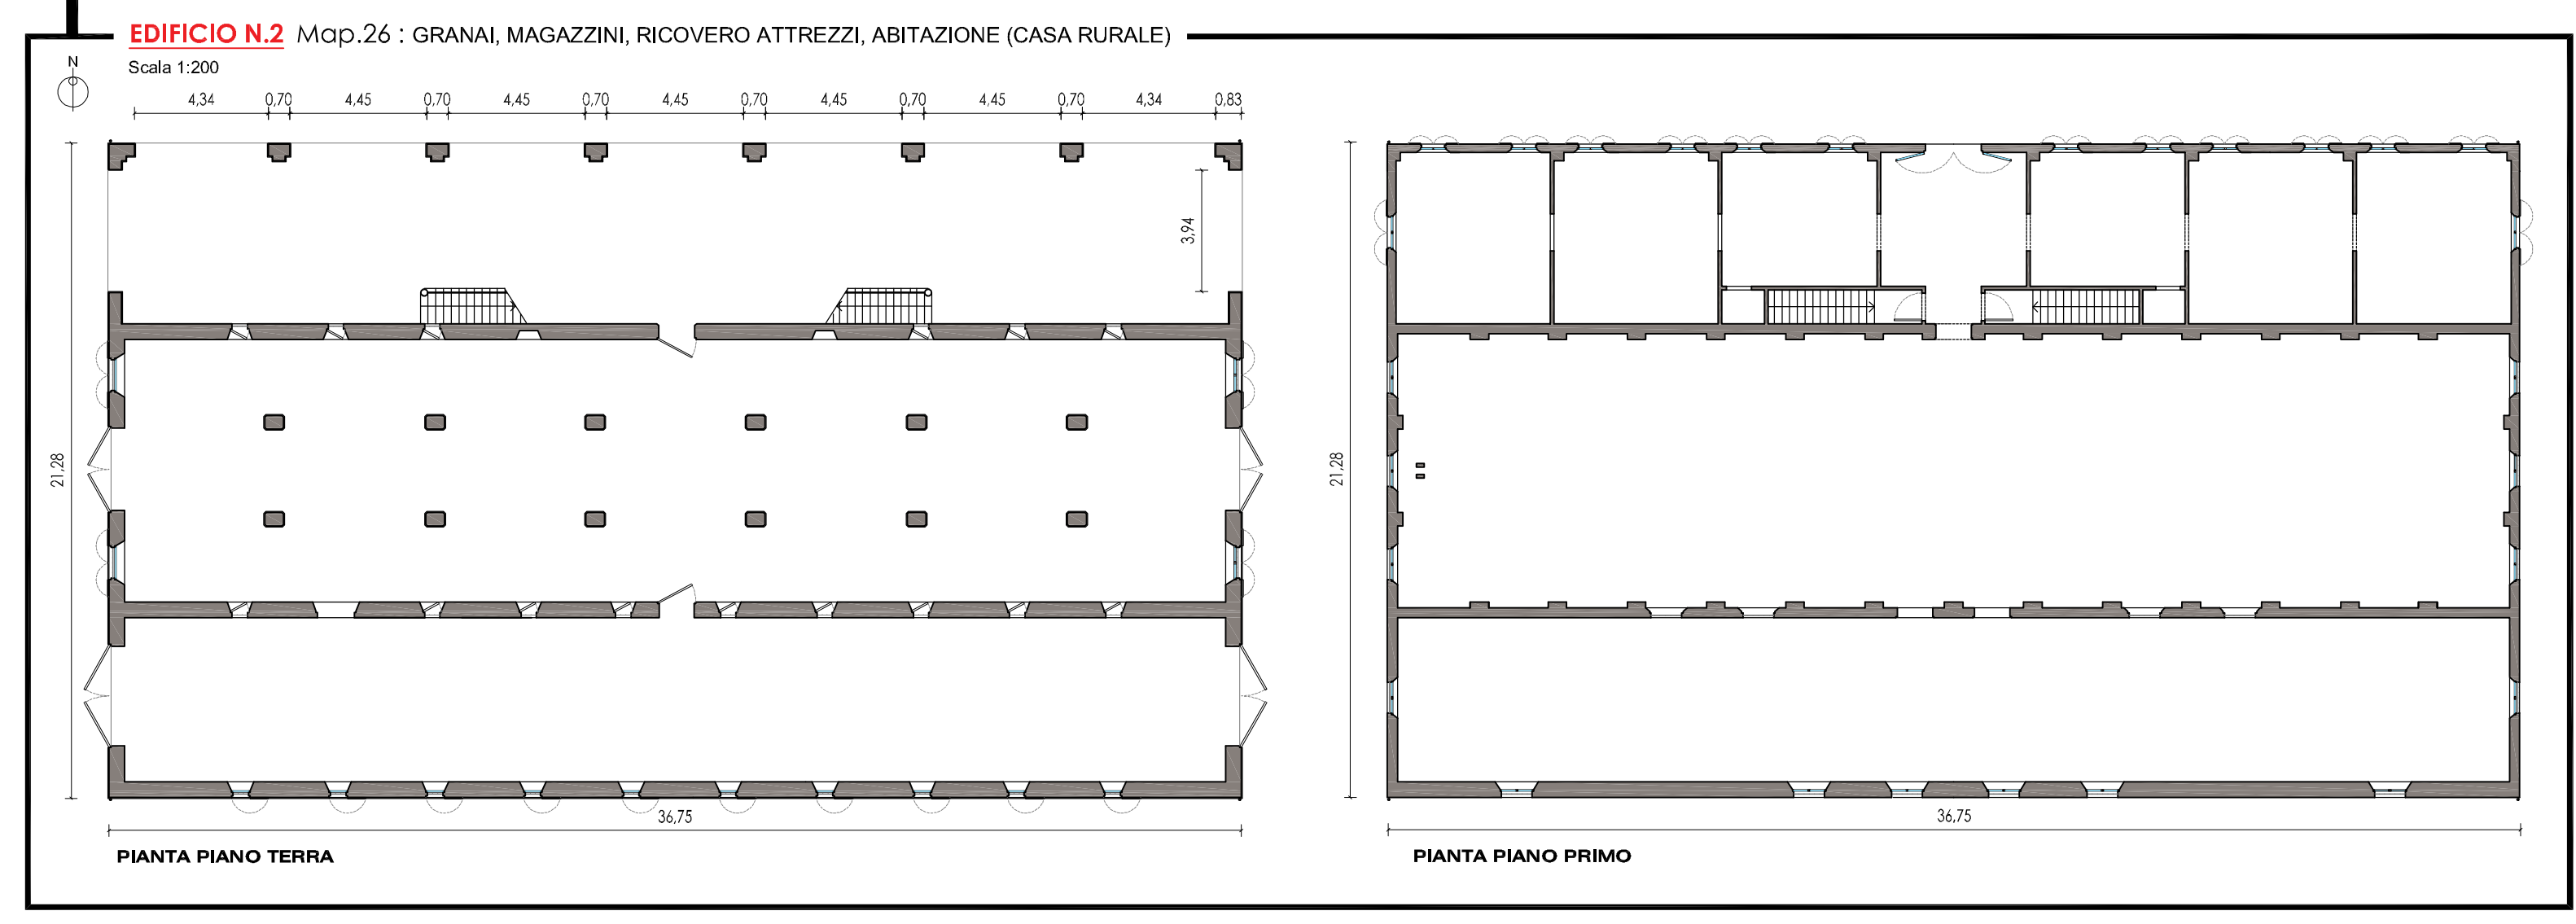 EDIFICIO N.2 Map.26 : GRANAI, MAGAZZINI, RICOVERO ATTREZZI, ABITAZIONE (CASA RURALE)
N
Scala 1:200
4,34 0,70 4,45 0,70 4,45 0,70 4,45 0,70 4,45 0,70 4,45 0,70 4,34 0,83
3,94
21,28
36,75
PIANTA PIANO TERRA
21,28
36,75
PIANTA PIANO PRIMO